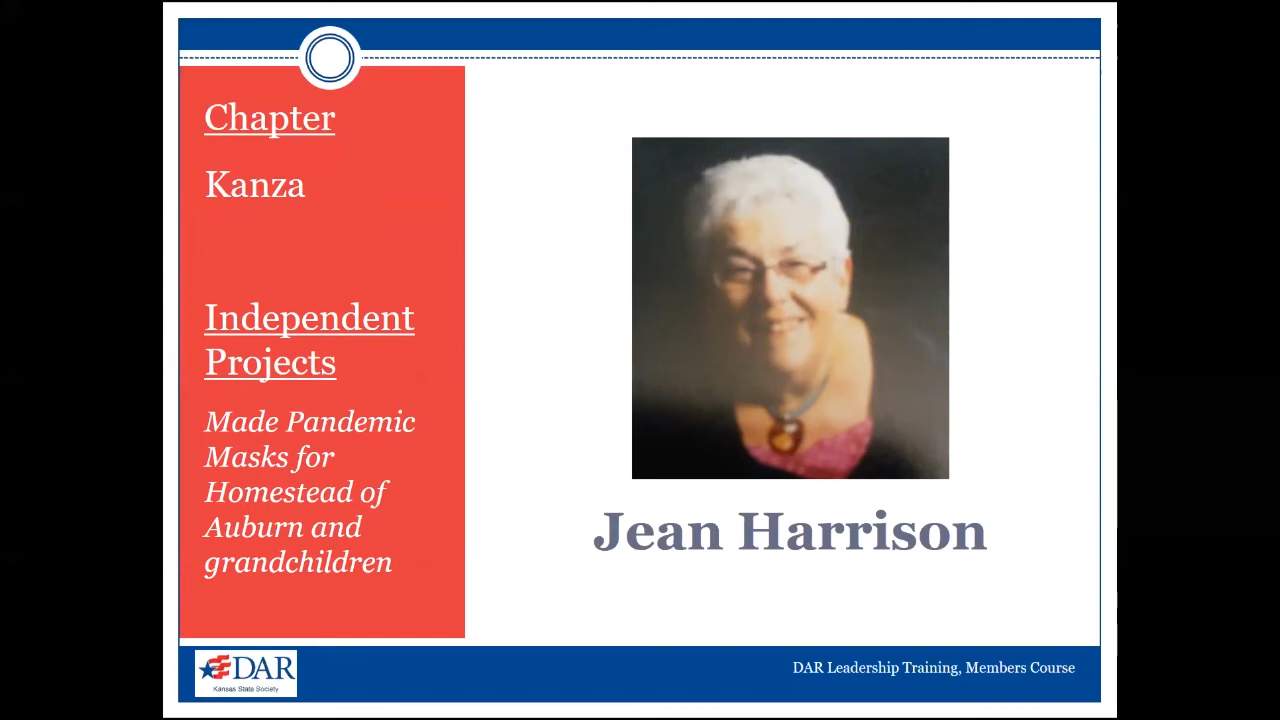 Chapter
Kanza
Independent
Projects
Made Pandemic
Masks for
Homestead of
Auburn and
grandchildren
Jean Harrison
DAR
Kansas State Society
DAR Leadership Training, Members Course